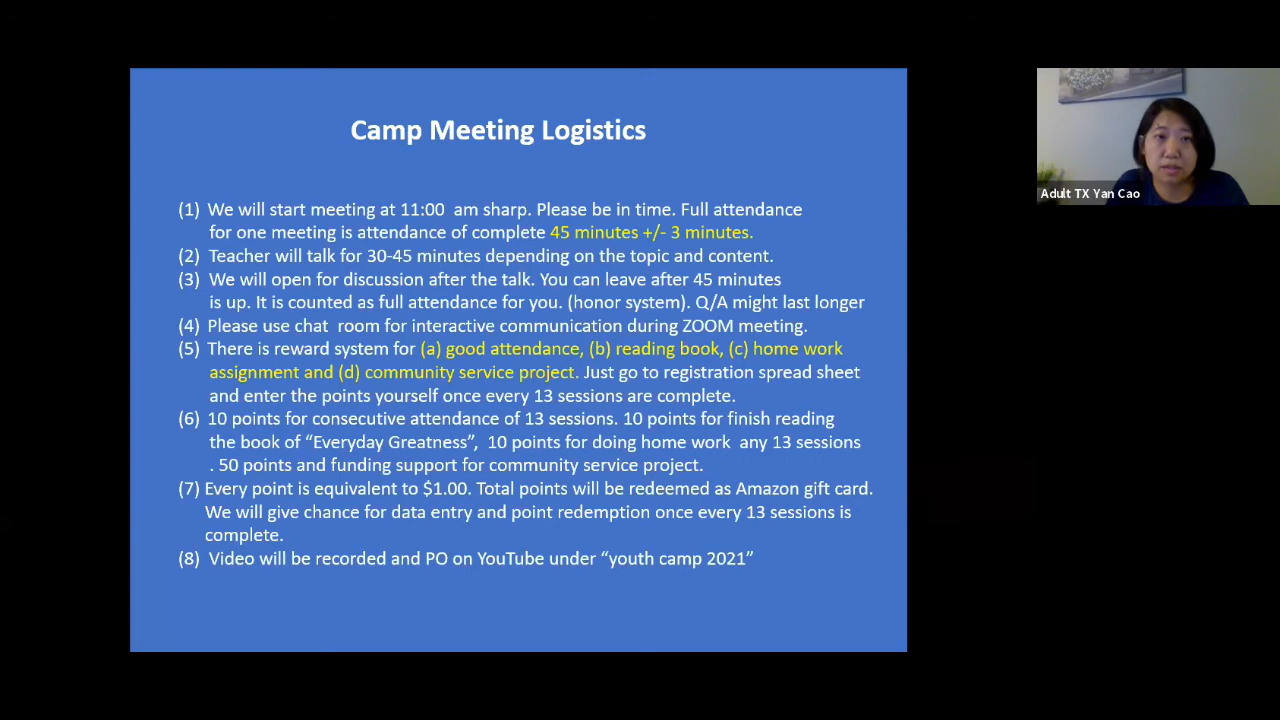 Camp Meeting Logistics
(1) We will start meeting at 11:00 am sharp. Please be in time. Full attendance
for one meeting is attendance of complete 45 minutes +/- 3 minutes.
(2) Teacher will talk for 30-45 minutes depending on the topic and content.
(3) We will open for discussion after the talk. You can leave after 45 minutes
is up. It is counted as full attendance for you. (honor system). Q/A might last longer
(4) Please use chat room for interactive communication during ZOOM meeting.
(5) There is reward system for (a) good attendance, (b) reading book, (c) home work
assignment and (d) community service project. Just go to registration spread sheet
and enter the points yourself once every 13 sessions are complete.
(6) 10 points for consecutive attendance of 13 sessions. 10 points for finish reading
the book of “Everyday Greatness”, 10 points for doing home work any 13 sessions
. 50 points and funding support for community service project.
(7) Every point is equivalent to $1.00. Total points will be redeemed as Amazon gift card.
We will give chance for data entry and point redemption once every 13 sessions is
complete.
(8) Video will be recorded and PO on YouTube under “youth camp 2021”
Adult TX Yan Cao